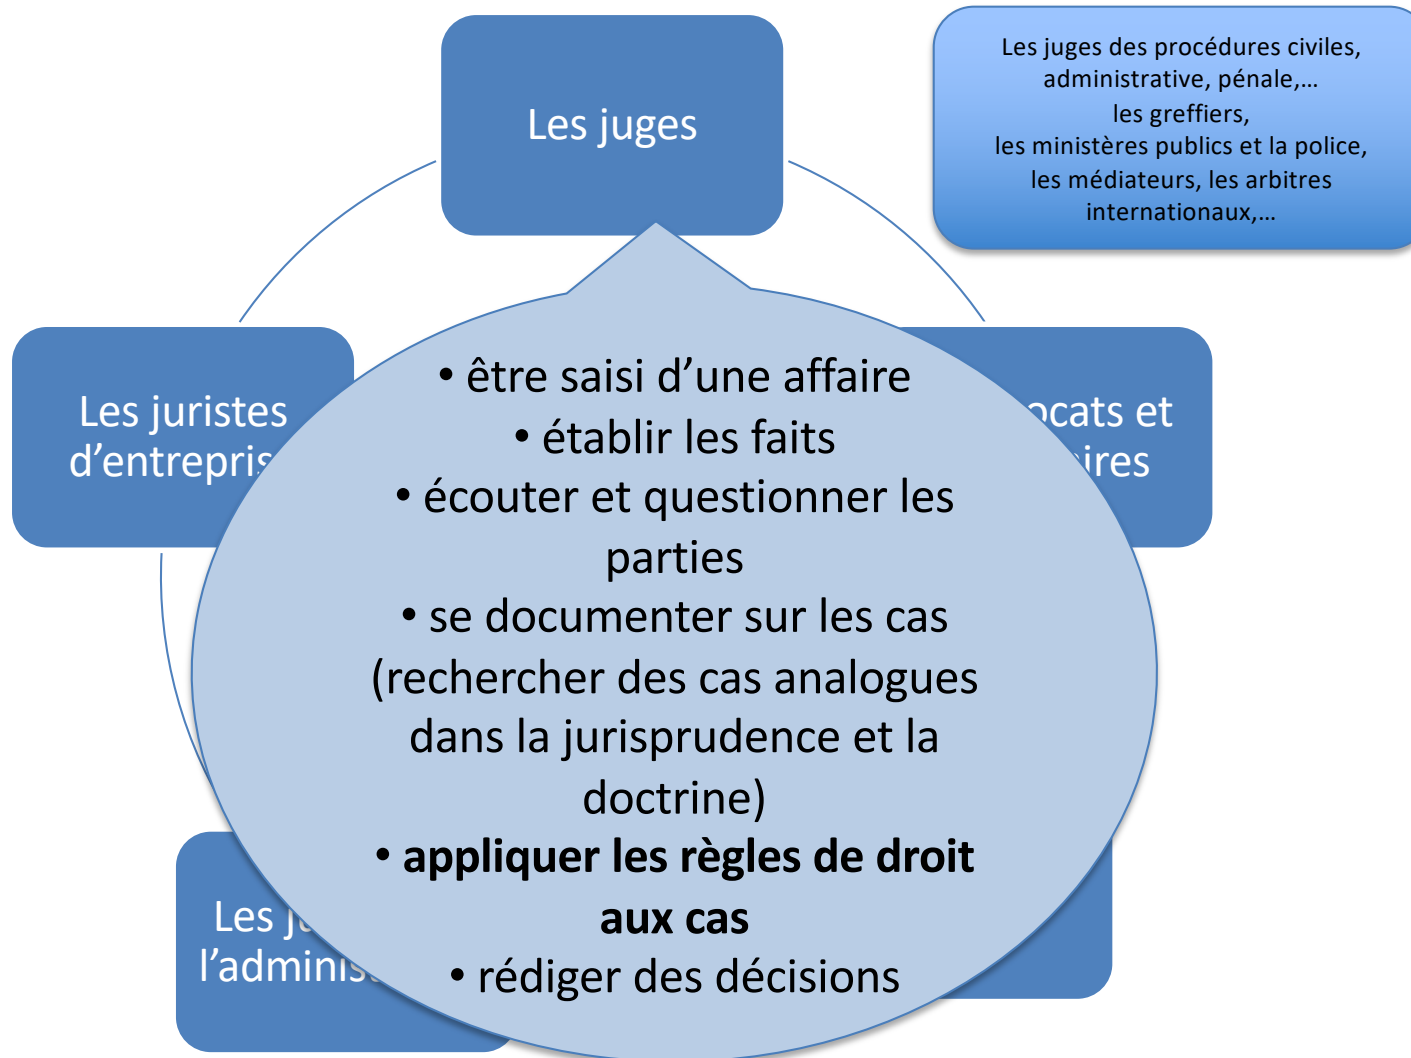 Les juges
Les juges des procédures civiles,
administrative, pénale,...
les greffiers,
les ministères publics et la police,
les médiateurs, les arbitres
internationaux,...
Les juristes
d’entrepris
ocats et
ires
• être saisi d’une affaire
• établir les faits
• écouter et questionner les
parties
• se documenter sur les cas
(rechercher des cas analogues
dans la jurisprudence et la
doctrine)
• appliquer les règles de droit
aux cas
• rédiger des décisions
Les
l’adminis